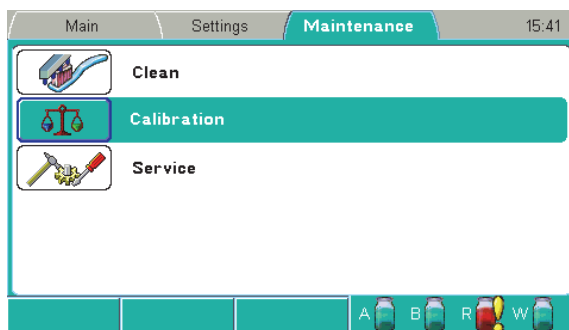 Main Settings Maintenance 15:41
Clean
Calibration
Service
A B R W